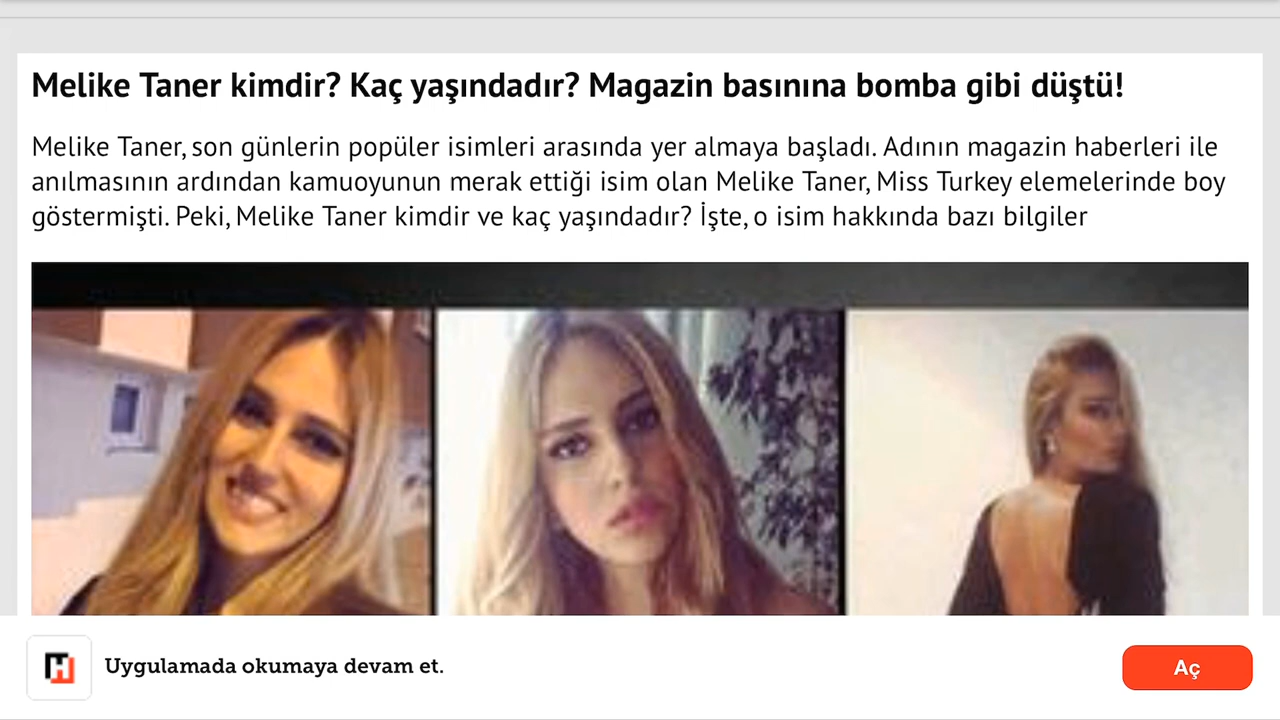 Melike Taner kimdir? Kaç yaşındadır? Magazin basınına bomba gibi düştü!
Melike Taner, son günlerin popüler isimleri arasında yer almaya başladı. Adının magazin haberleri ile
anılmasının ardından kamuoyunun merak ettiği isim olan Melike Taner, Miss Turkey elemelerinde boy
göstermişti. Peki, Melike Taner kimdir ve kaç yaşındadır? İşte, o isim hakkında bazı bilgiler
Uygulamada okumaya devam et.
Aç